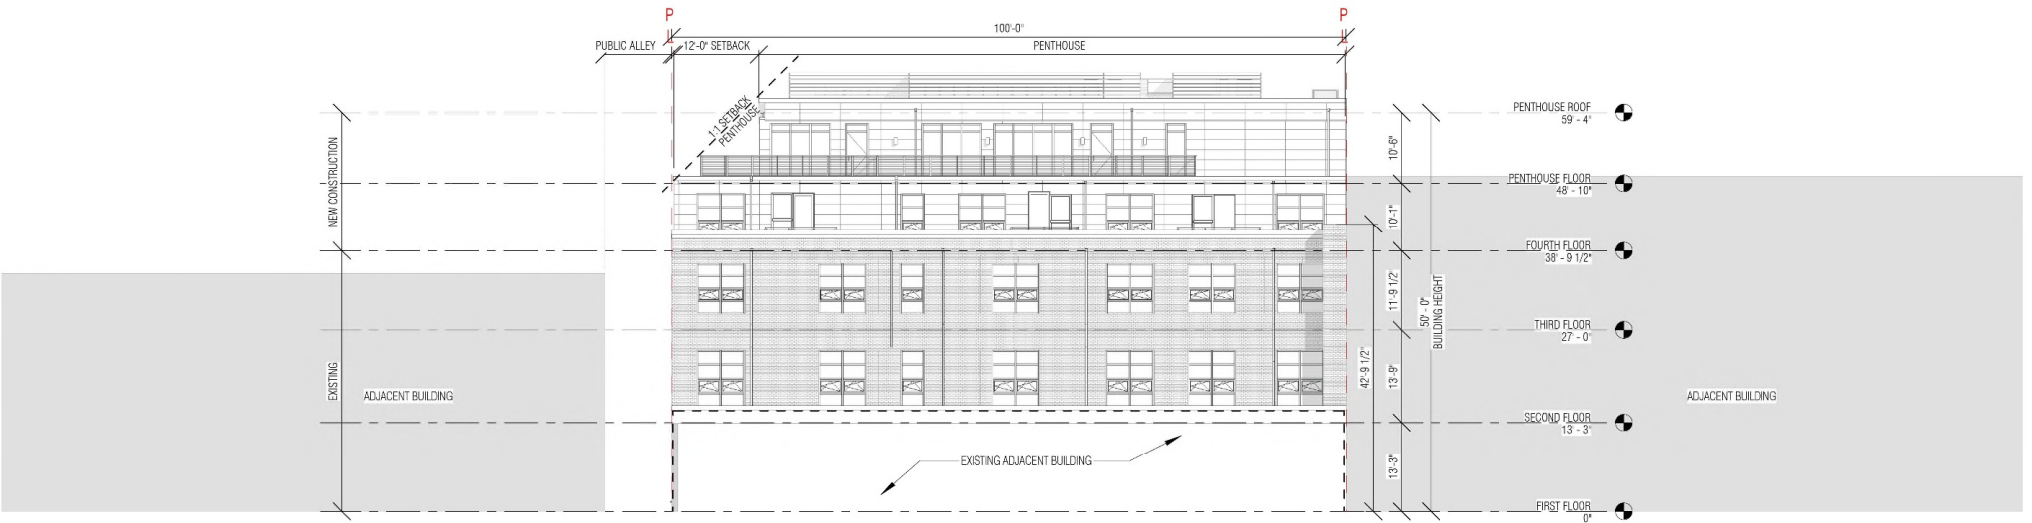 P
L
P
L
100'-0"
PUBLIC ALLEY
12'-0" SETBACK
PENTHOUSE
1:1 SETBACK
PENTHOUSE
PENTHOUSE ROOF
59' - 4"
10'-6"
NEW CONSTRUCTION
PENTHOUSE FLOOR
48' - 10"
10'-1"
FOURTH FLOOR
38' - 9 1/2"
11'-9 1/2"
50' - 0"
BUILDING HEIGHT
THIRD FLOOR
27' - 0"
42'-9 1/2"
13'-9"
EXISTING
ADJACENT BUILDING
ADJACENT BUILDING
SECOND FLOOR
13' - 3"
EXISTING ADJACENT BUILDING
13'-3"
FIRST FLOOR
0"